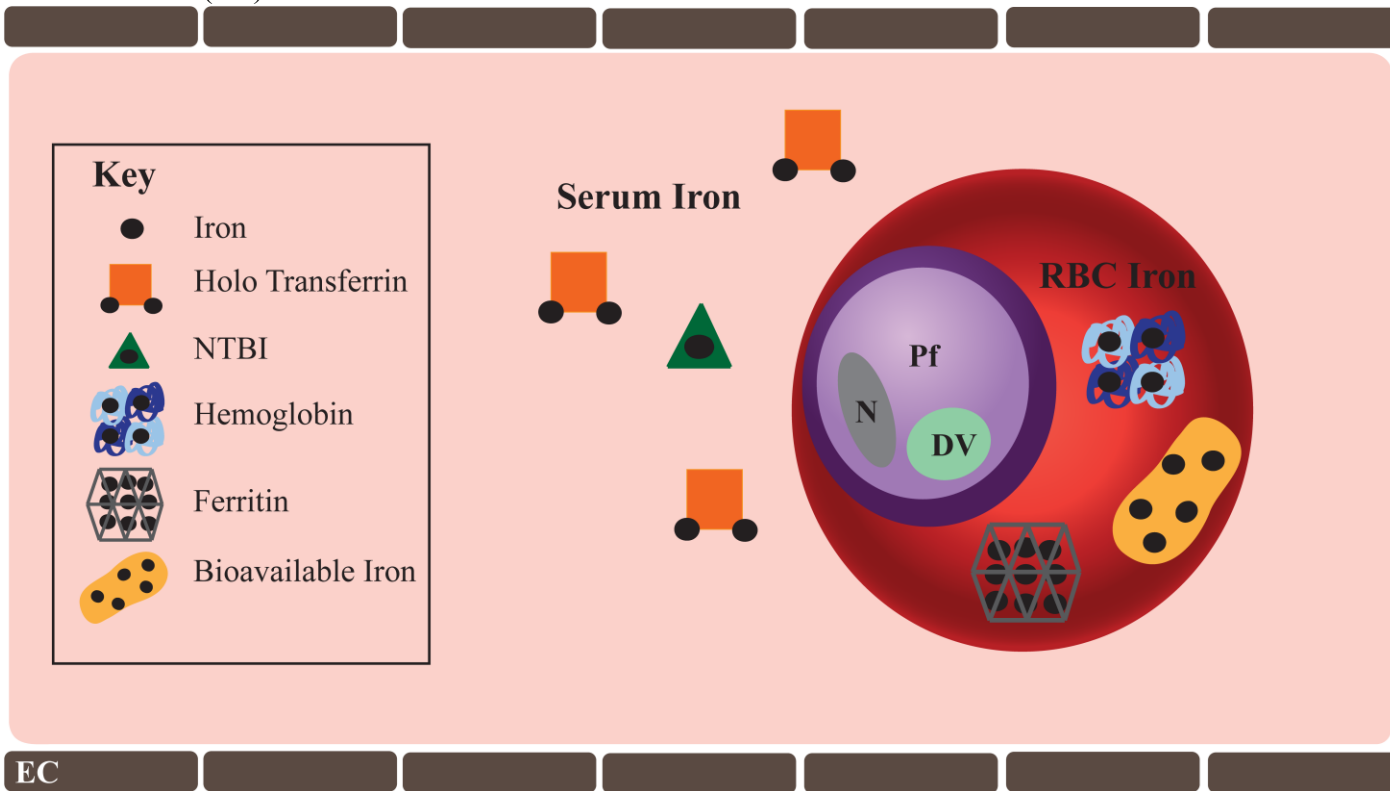 Key
Iron
Holo Transferrin
NTBI
Hemoglobin
Ferritin
Bioavailable Iron
Serum Iron
RBC Iron
Pf
N
DV
EC